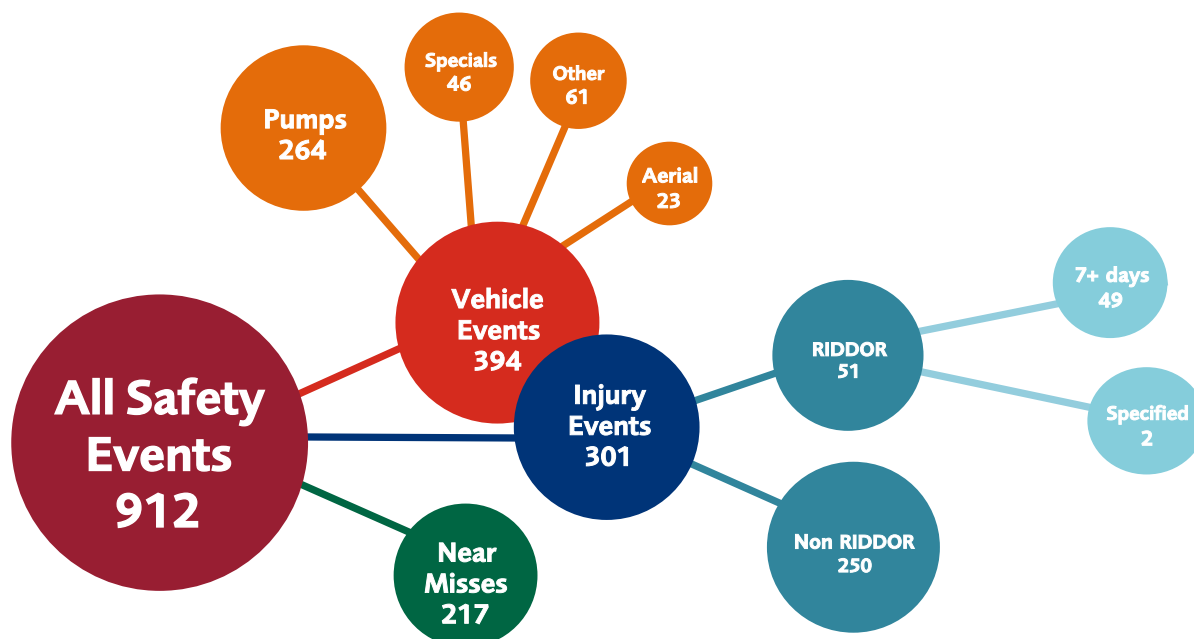 Specials
46
Other
61
Pumps
264
Aerial
23
Vehicle
Events
394
7+ days
49
RIDDOR
51
All Safety
Events
912
Injury
Events
301
Specified
2
Near
Misses
217
Non RIDDOR
250